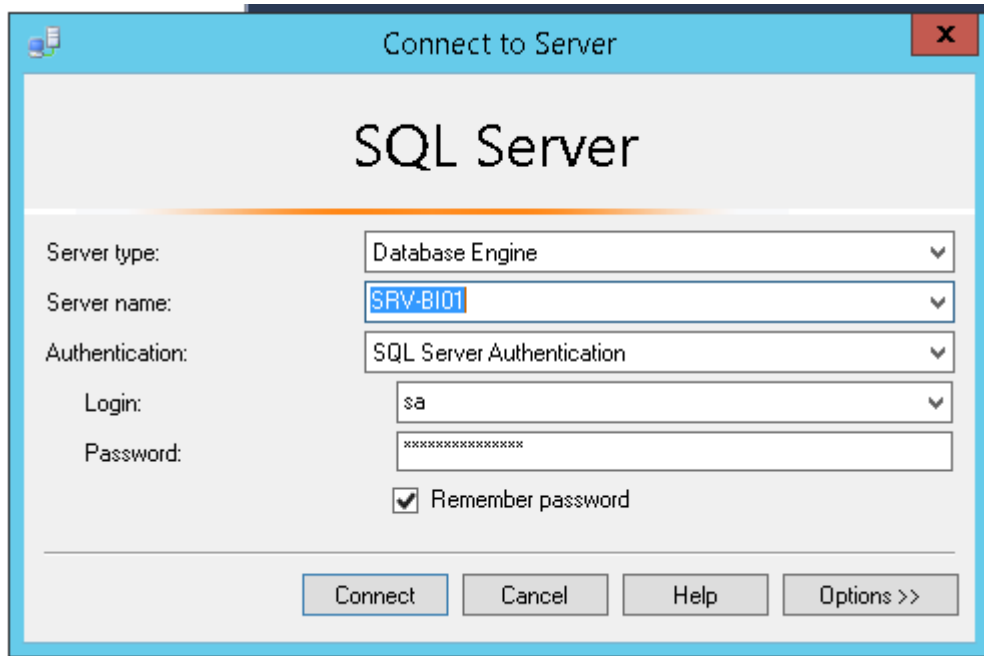 Connect to Server
x
SQL Server
Server type: Database Engine
Server name: SRV-BI01
Authentication: SQL Server Authentication
Login: sa
Password: ***************
Remember password
Connect Cancel Help Options >>